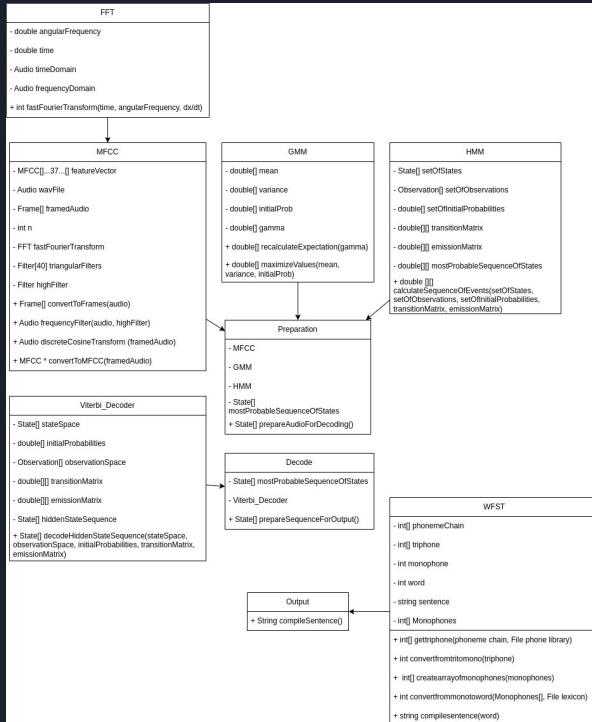 FFT
- double angularFrequency
- double time
- Audio timeDomain
- Audio frequencyDomain
+ int fastFourierTransform(time, angularFrequency, dx/dt)
MFCC
- MFCC[]...37...[] featureVector
- Audio wavFile
- Frame[] framedAudio
- int n
- FFT fastFourierTransform
- Filter[40] triangularFilters
- Filter highFilter
+ Frame[] convertToFrames(audio)
+ Audio frequencyFilter(audio, highFilter)
+ Audio discreteCosineTransform (framedAudio)
+ MFCC * convertToMFCC(framedAudio)
GMM
- double[] mean
- double[] variance
- double[] initialProb
- double[] gamma
+ double[] recalculateExpectation(gamma)
+ double[] maximizeValues(mean,
variance, initialProb)
HMM
- State[] setOfStates
- Observation[] setOfObservations
- double[] setOfInitialProbabilities
- double[][] transitionMatrix
- double[][] emissionMatrix
- double[][] mostProbableSequenceOfStates
+ double [][]
calculateSequenceOfEvents(setOfStates,
setOfObservations, setOfInitialProbabilities,
transitionMatrix, emissionMatrix)
Preparation
- MFCC
- GMM
- HMM
- State[]
mostProbableSequenceOfStates
+ State[] prepareAudioForDecoding()
Viterbi_Decoder
- State[] stateSpace
- double[] initialProbabilities
- Observation[] observationSpace
- double[][] transitionMatrix
- double[][] emissionMatrix
- State[] hiddenStateSequence
+ State[] decodeHiddenStateSequence(stateSpace,
observationSpace, initialProbabilities, transitionMatrix,
emissionMatrix)
Decode
- State[] mostProbableSequenceOfStates
- Viterbi_Decoder
+ State[] prepareSequenceForOutput()
WFST
- int[] phonemeChain
- int[] triphone
- int monophone
- int word
- string sentence
- int[] Monophones
+ int[] gettriphone(phoneme chain, File phone library)
+ int convertfromtritomono(triphone)
+ int[] createarrayofmonophones(monophones)
+ int convertfrommonotoword(Monophones[], File lexicon)
+ string compilesentence(word)
Output
+ String compileSentence()